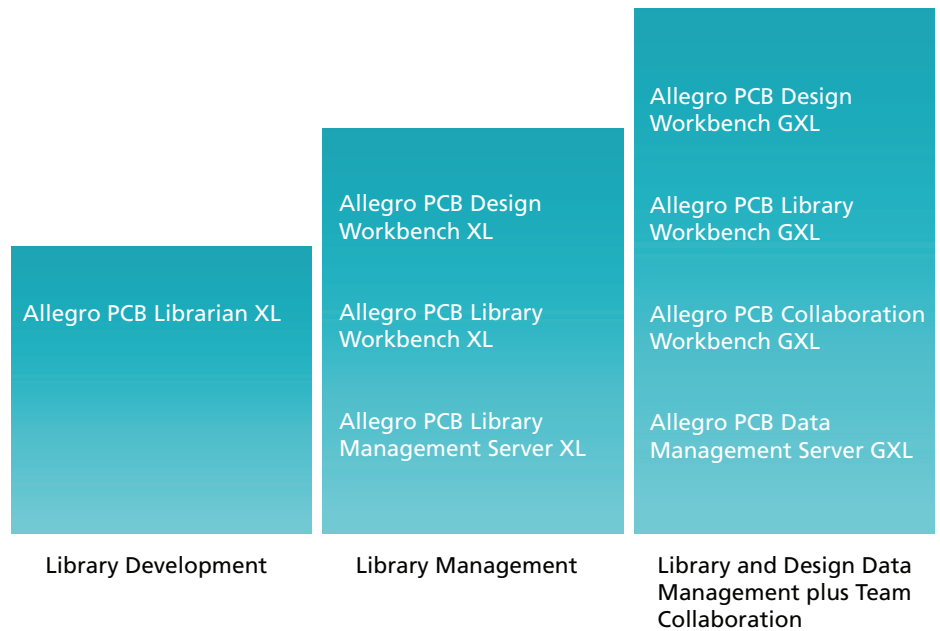 Allegro PCB Librarian XL
Library Development
Allegro PCB Design
Workbench XL
Allegro PCB Library
Workbench XL
Allegro PCB Library
Management Server XL
Library Management
Allegro PCB Design
Workbench GXL
Allegro PCB Library
Workbench GXL
Allegro PCB Collaboration
Workbench GXL
Allegro PCB Data
Management Server GXL
Library and Design Data
Management plus Team
Collaboration